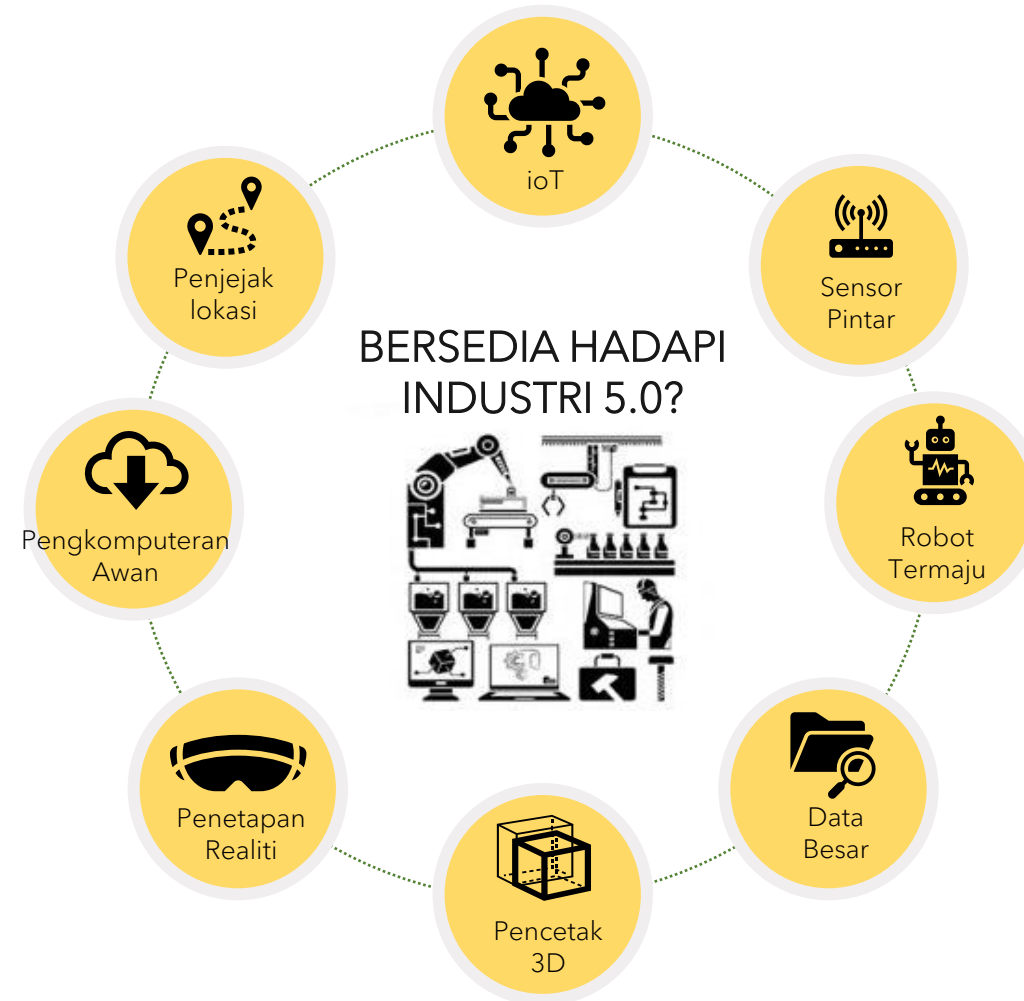 ioT
Penjejak
lokasi
Sensor
Pintar
BERSEDIA HADAPI
INDUSTRI 5.0?
Pengkomputeran
Awan
Robot
Termaju
Penetapan
Realiti
Data
Besar
Pencetak
3D